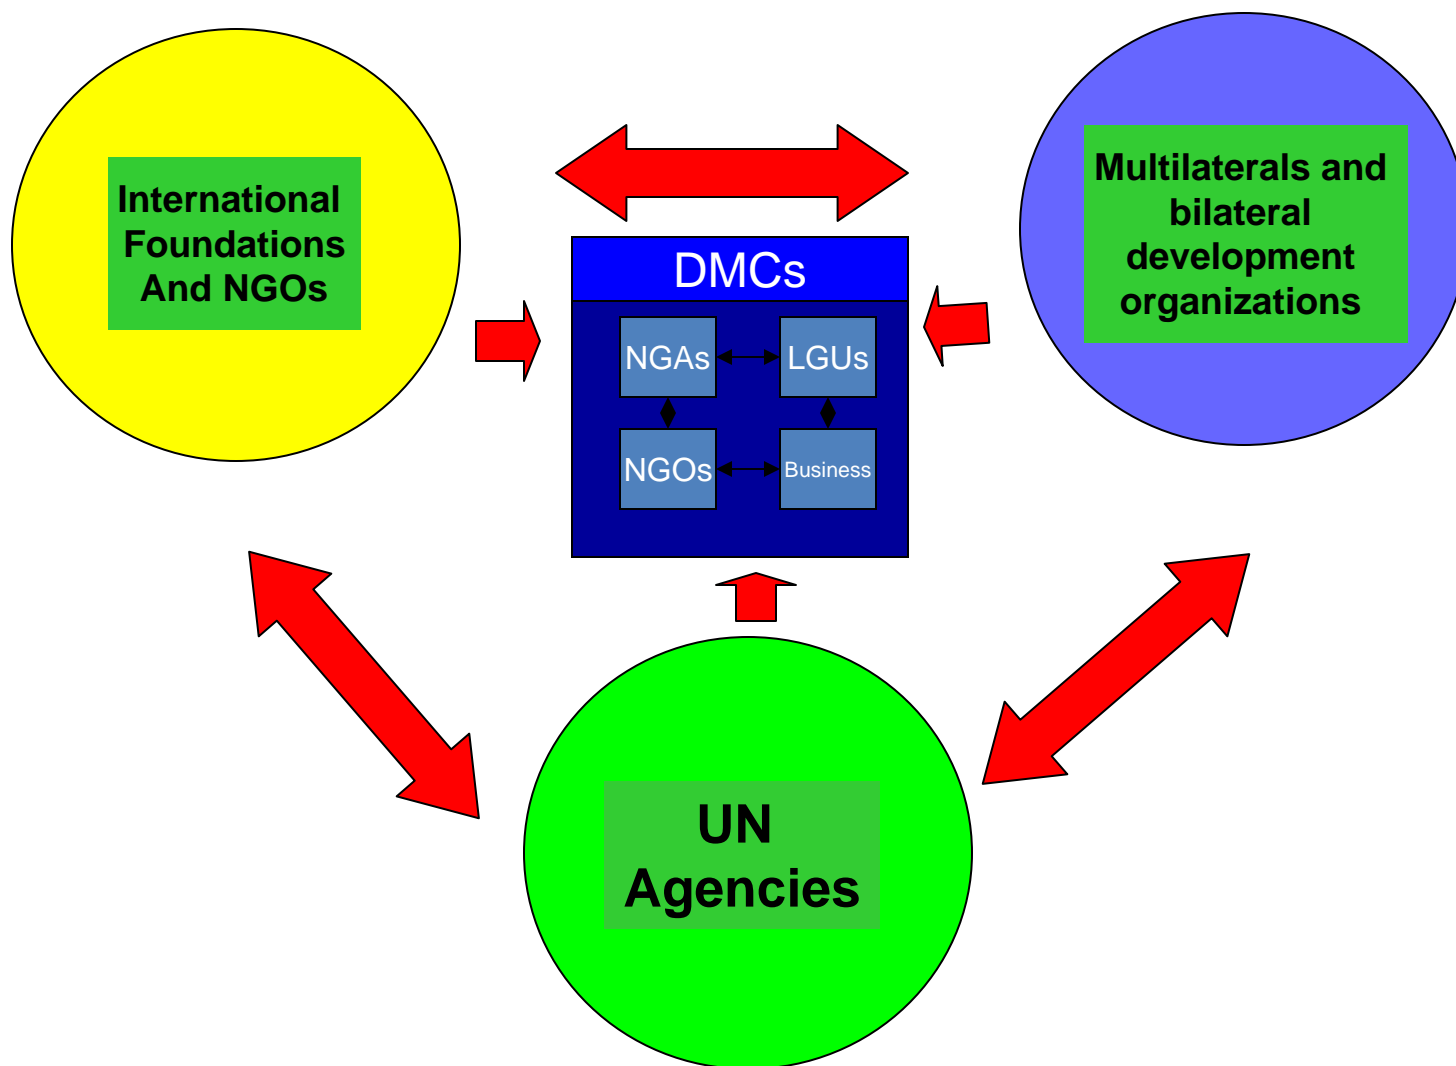 International
Foundations
And NGOs
Multilaterals and
bilateral
development
organizations
DMCs
NGAs
LGUs
NGOs
Business
UN
Agencies